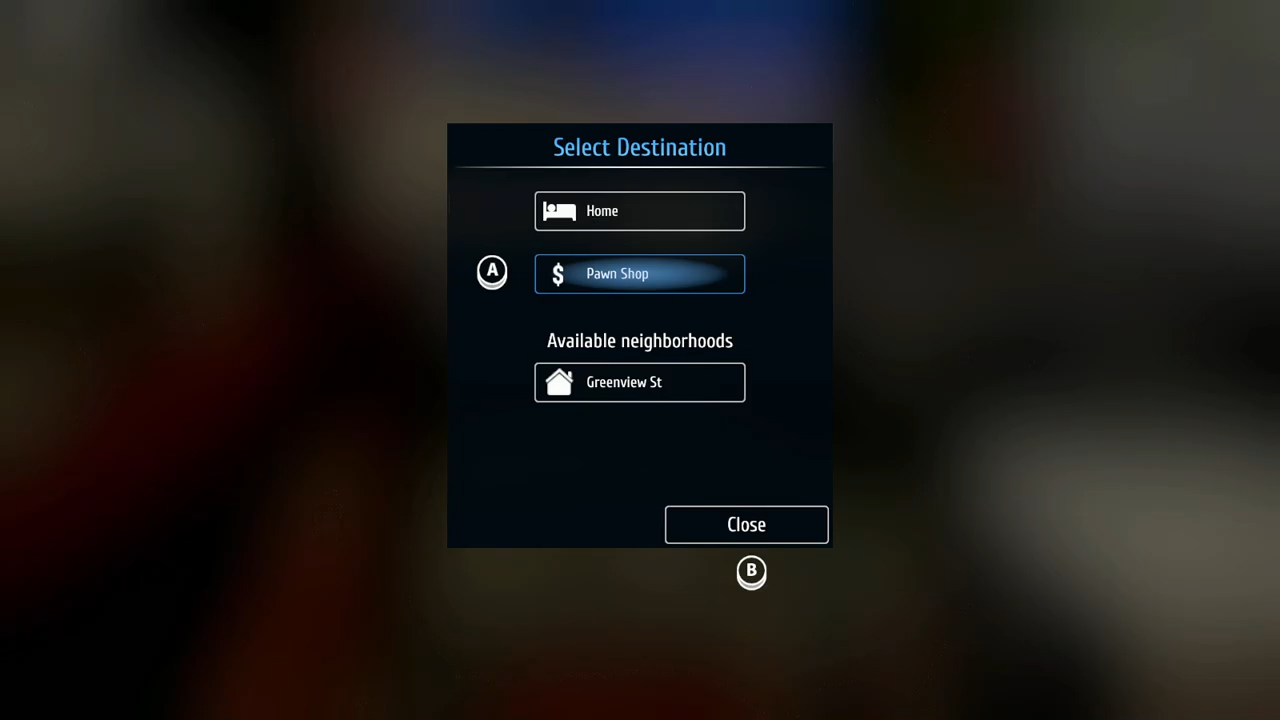 Select Destination
Home
A
$ Pawn Shop
Available neighborhoods
Greenview St
Close
B